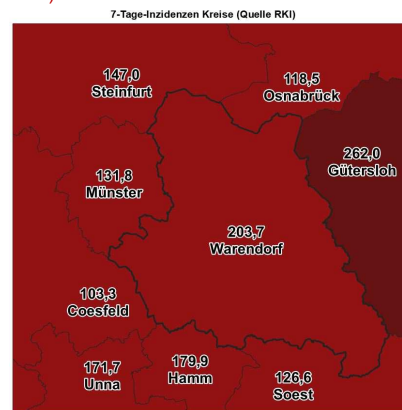 7-Tage-Inzidenzen Kreise (Quelle RKI)
147,0
Steinfurt
118,5
Osnabrück
262,0
Gütersloh
131,8
Münster
203,7
Warendorf
103,3
Coesfeld
171,7
Unna
179,9
Hamm
126,6
Soest